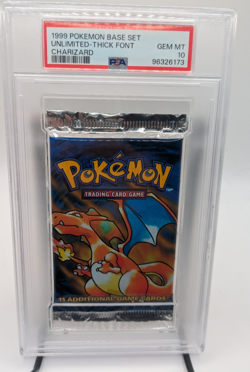 1999 POKEMON BASE SET
UNLIMITED-THICK FONT
CHARIZARD
GEM MT
10
PSA
96326173
POKéMON
TRADING CARD GAME
11 ADDITIONAL GAME CARDS